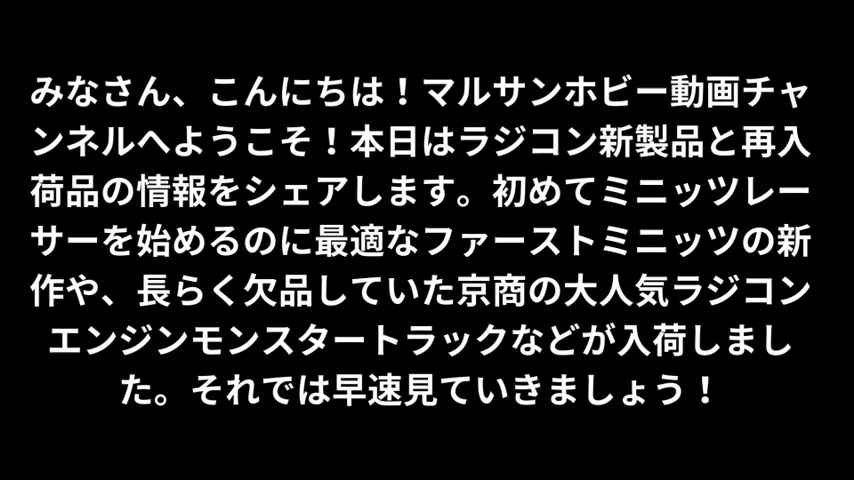 みなさん、こんにちは！マルサンホビー動画チャ
ンネルへようこそ！本日はラジコン新製品と再入
荷品の情報をシェアします。初めてミニッツレー
サーを始めるのに最適なファーストミニッツの新
作や、長らく欠品していた京商の大人気ラジコン
エンジンモンスタートラックなどが入荷しまし
た。それでは早速見ていきましょう！